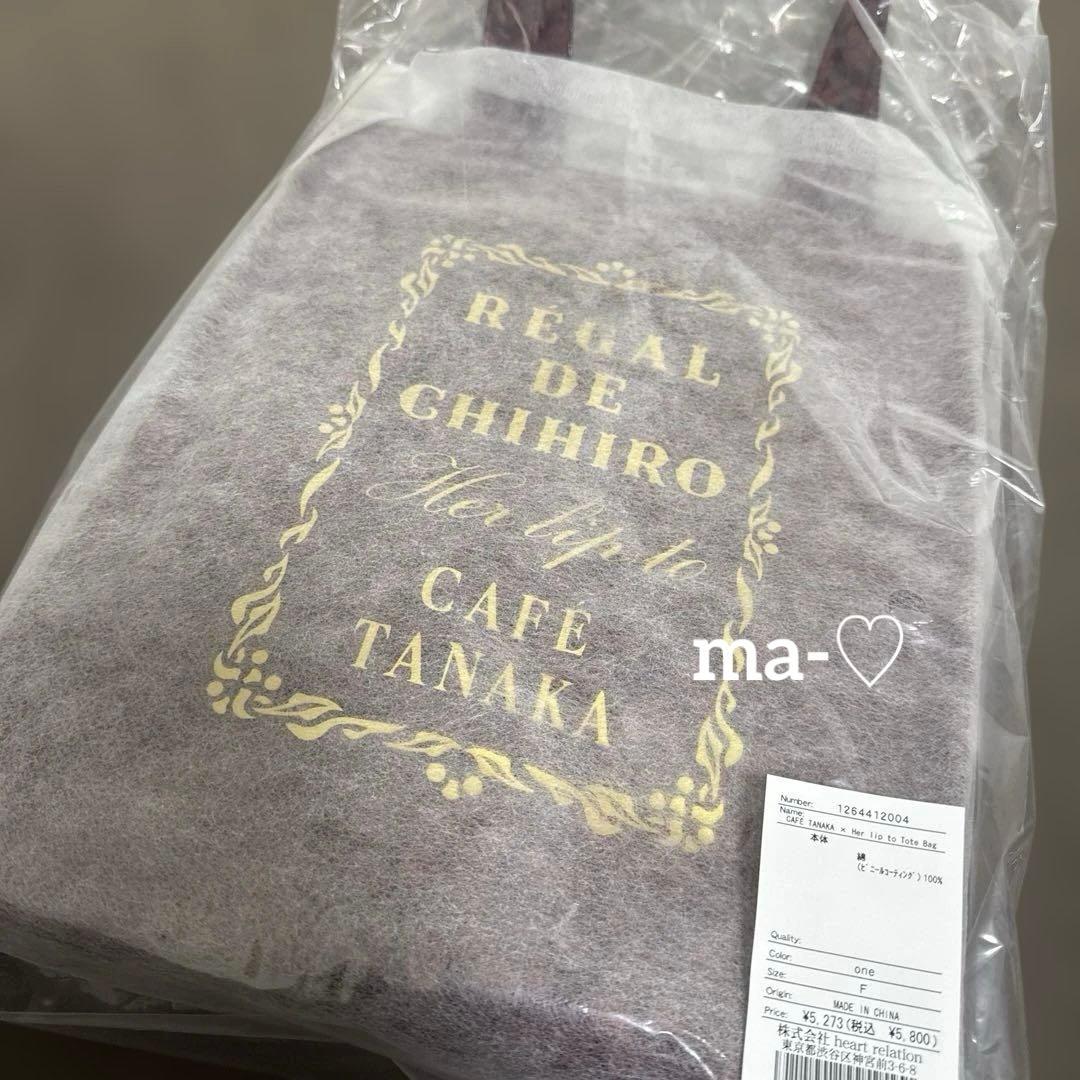 RÉGAL
DE
CHIHIRO
Her lip to
CAFÉ
TANAKA
ma-♡
Number: 1264412004
Name:
CAFÉ TANAKA × Her lip to Tote Bag
本体
綿
(ﾋﾞﾆｰﾙｺｰﾃｨﾝｸﾞ) 100%
Quality:
Color: one
Size: F
Origin: MADE IN CHINA
Price: ¥5,273(税込 ¥5,800)
株式会社 heart relation
東京都渋谷区神宮前3-6-8